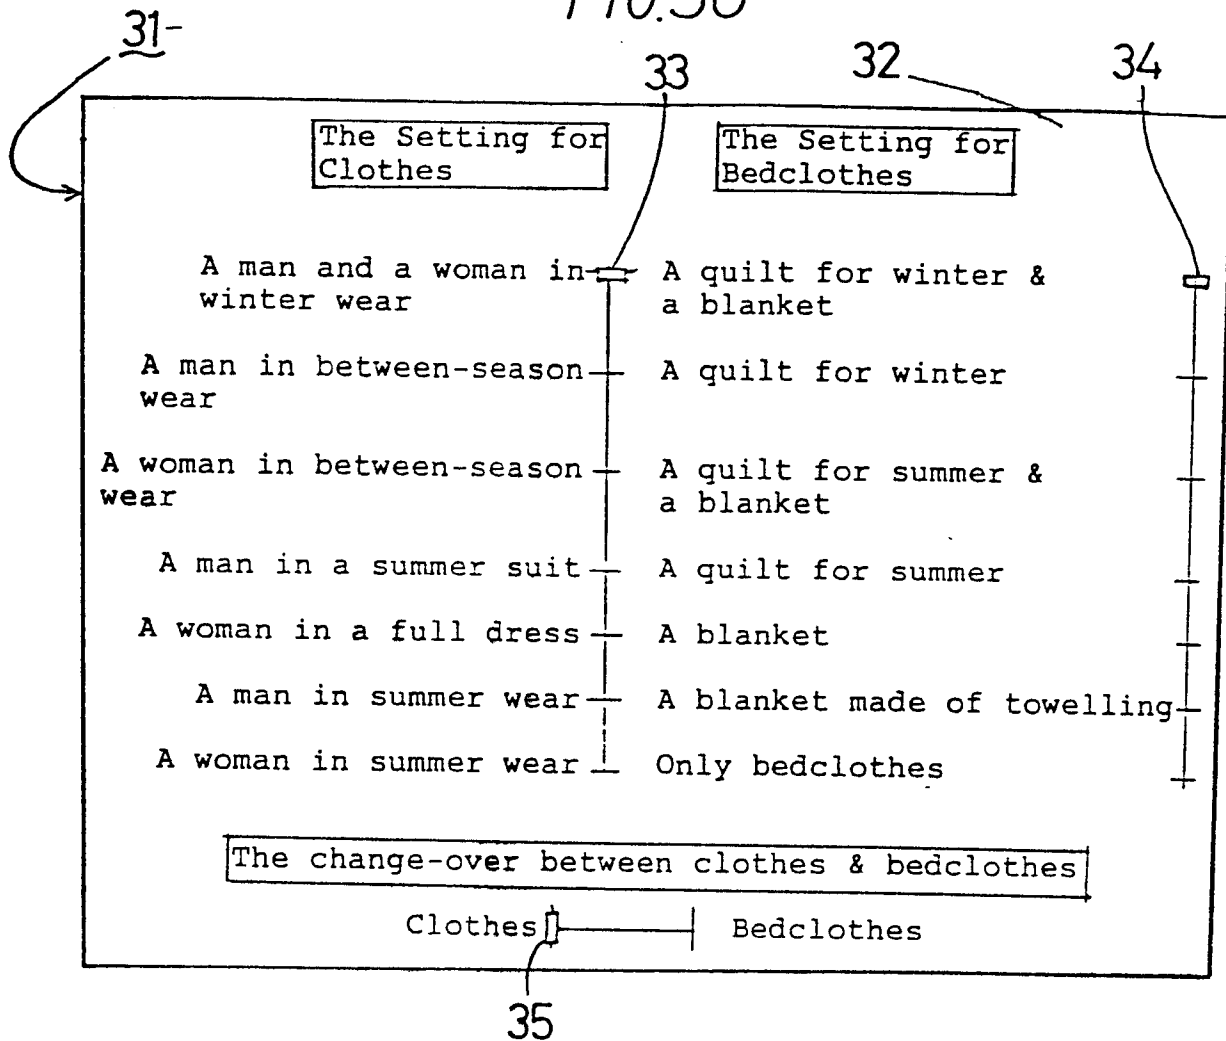 FIG.30
31
33
32
34
The Setting for
Clothes
The Setting for
Bedclothes
A man and a woman in
winter wear
A man in between-season
wear
A woman in between-season
wear
A man in a summer suit
A woman in a full dress
A man in summer wear
A woman in summer wear
A quilt for winter &
a blanket
A quilt for winter
A quilt for summer &
a blanket
A quilt for summer
A blanket
A blanket made of towelling
Only bedclothes
The change-over between clothes & bedclothes
Clothes
Bedclothes
35